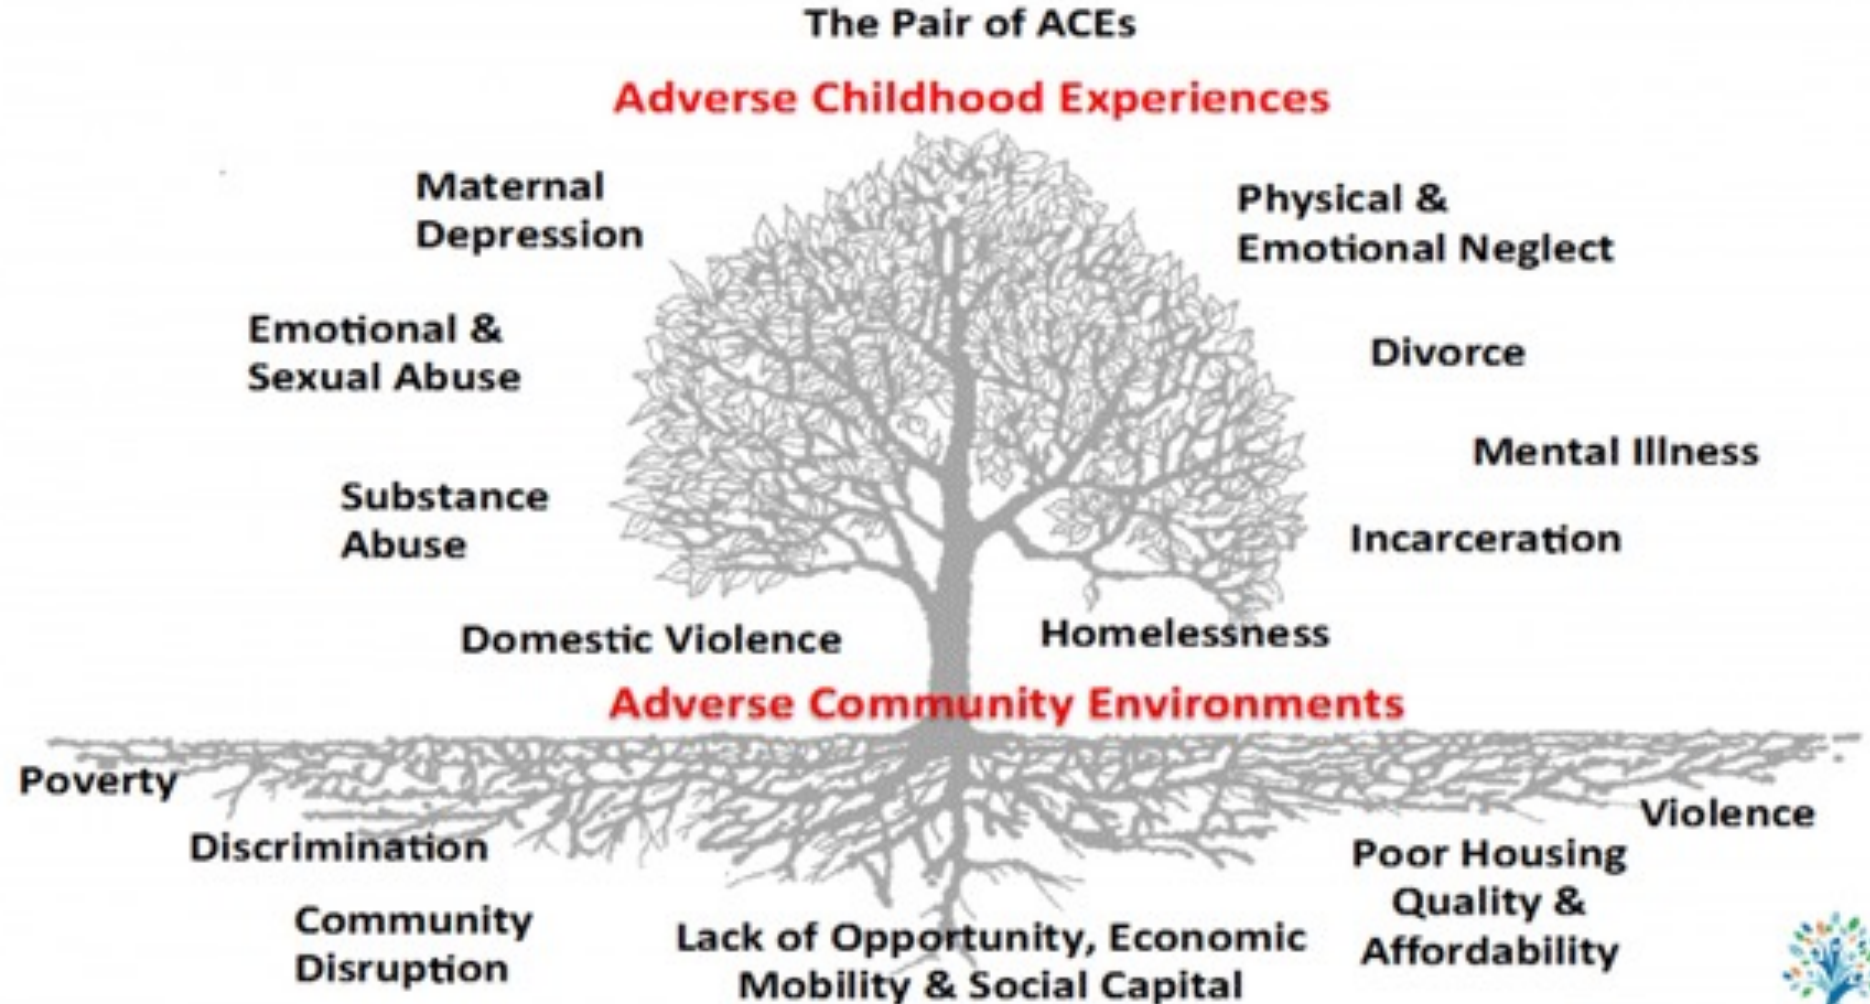 The Pair of ACEs
Adverse Childhood Experiences
Maternal
Depression
Physical &
Emotional Neglect
Emotional &
Sexual Abuse
Divorce
Mental Illness
Substance
Abuse
Incarceration
Domestic Violence
Homelessness
Adverse Community Environments
Poverty
Violence
Discrimination
Poor Housing
Quality &
Affordability
Community
Disruption
Lack of Opportunity, Economic
Mobility & Social Capital